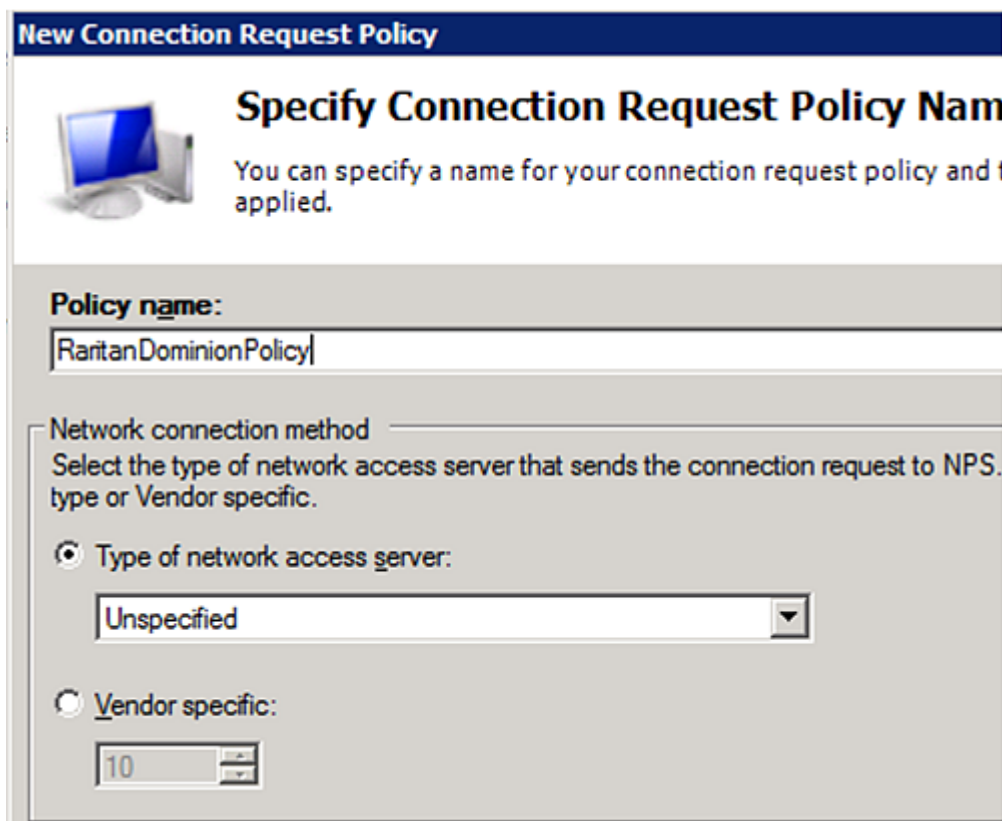 New Connection Request Policy
Specify Connection Request Policy Nam
You can specify a name for your connection request policy and t
applied.
Policy name:
RaritanDominionPolicy
Network connection method
Select the type of network access server that sends the connection request to NPS.
type or Vendor specific.
Type of network access server:
Unspecified
Vendor specific:
10